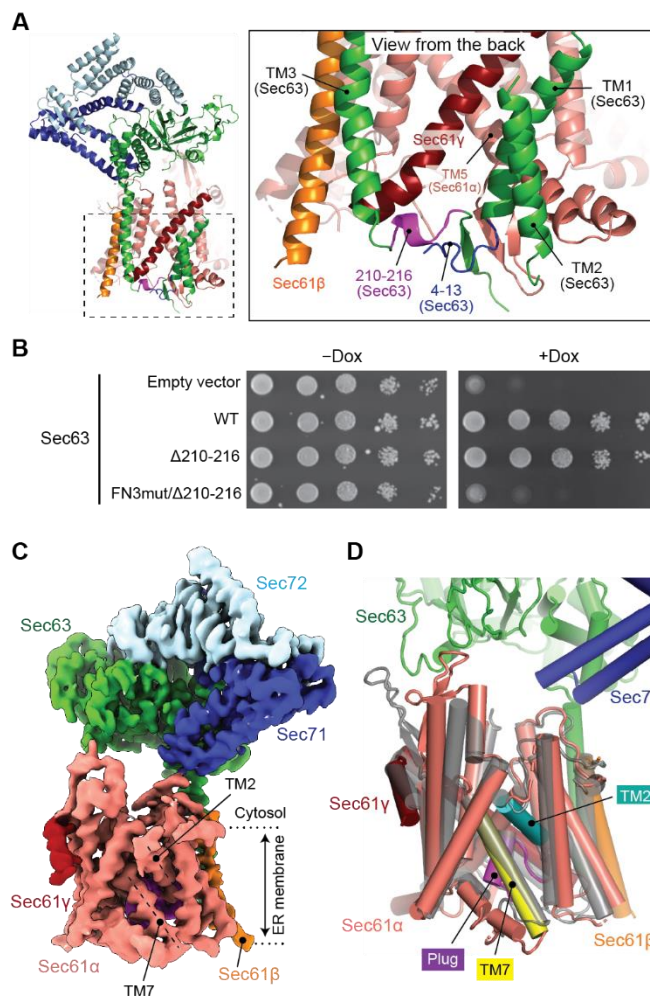 A
View from the back
TM3
(Sec63)
TM1
(Sec63)
Sec61γ
TM5
(Sec61α)
Sec61β
210-216
(Sec63)
4-13
(Sec63)
TM2
(Sec63)
B
−Dox
+Dox
Sec63
Empty vector
WT
Δ210-216
FN3mut/Δ210-216
C
Sec72
Sec63
Sec71
TM2
Cytosol
ER membrane
Sec61γ
Sec61α
TM7
Sec61β
D
Sec63
Sec7
TM2
Sec61γ
Sec61α
Sec61β
Plug
TM7